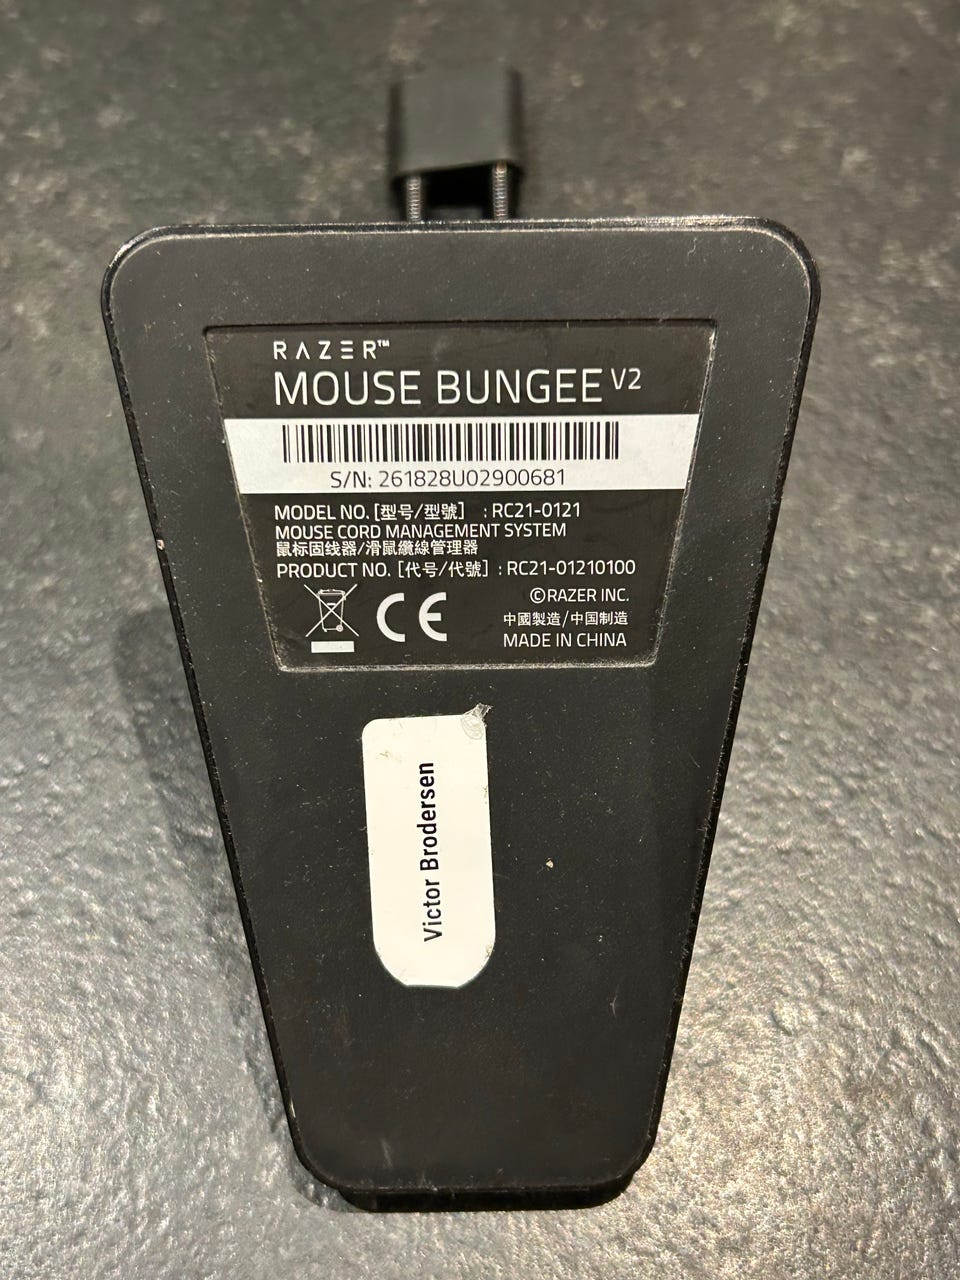 RAZER™
MOUSE BUNGEE V2
S/N: 261828U02900681
MODEL NO. [型号/型號] : RC21-0121
MOUSE CORD MANAGEMENT SYSTEM
鼠标固线器/滑鼠纜線管理器
PRODUCT NO. [代号/代號] : RC21-01210100
CE
©RAZER INC.
中國製造/中国制造
MADE IN CHINA
Victor Brodersen